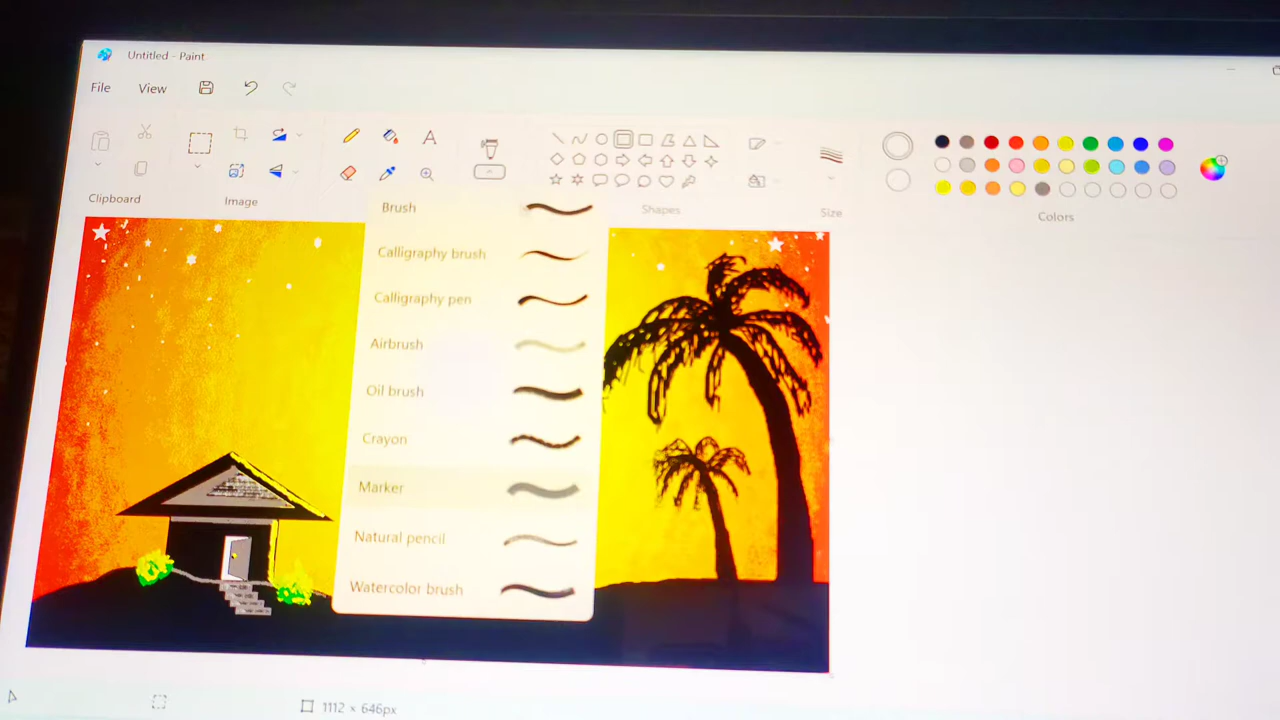 Untitled - Paint
File View
Clipboard
Image
Shapes
Size
Colors
Brush
Calligraphy brush
Calligraphy pen
Airbrush
Oil brush
Crayon
Marker
Natural pencil
Watercolor brush
1112 × 646px